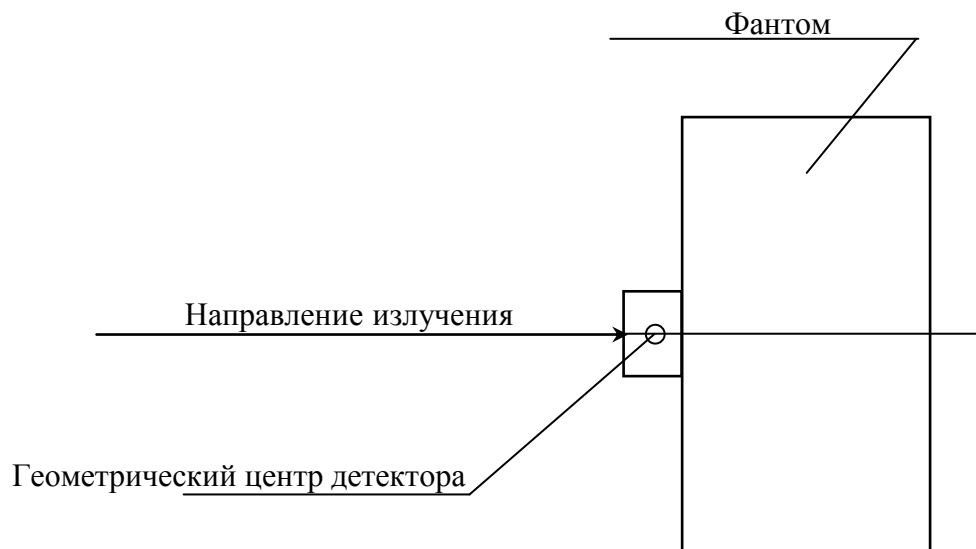 Фантом
Направление излучения
Геометрический центр детектора